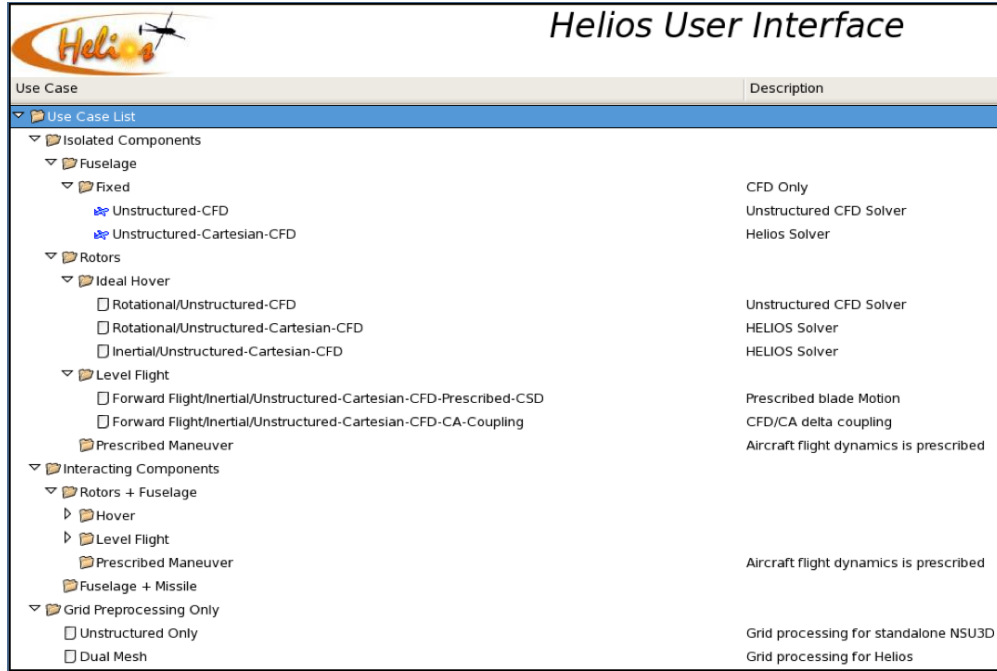 Helios
Helios User Interface
Use Case Description
Use Case List
Isolated Components
Fuselage
Fixed CFD Only
Unstructured-CFD Unstructured CFD Solver
Unstructured-Cartesian-CFD Helios Solver
Rotors
Ideal Hover
Rotational/Unstructured-CFD Unstructured CFD Solver
Rotational/Unstructured-Cartesian-CFD HELIOS Solver
Inertial/Unstructured-Cartesian-CFD HELIOS Solver
Level Flight
Forward Flight/Inertial/Unstructured-Cartesian-CFD-Prescribed-CSD Prescribed blade Motion
Forward Flight/Inertial/Unstructured-Cartesian-CFD-CA-Coupling CFD/CA delta coupling
Prescribed Maneuver Aircraft flight dynamics is prescribed
Interacting Components
Rotors + Fuselage
Hover
Level Flight
Prescribed Maneuver Aircraft flight dynamics is prescribed
Fuselage + Missile
Grid Preprocessing Only
Unstructured Only Grid processing for standalone NSU3D
Dual Mesh Grid processing for Helios